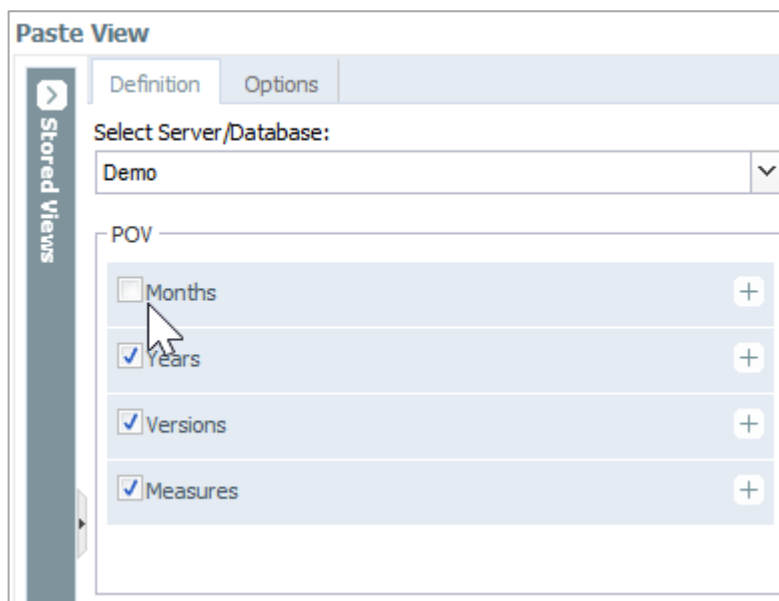 Paste View
Stored Views
Definition Options
Select Server/Database:
Demo
POV
Months
Years
Versions
Measures